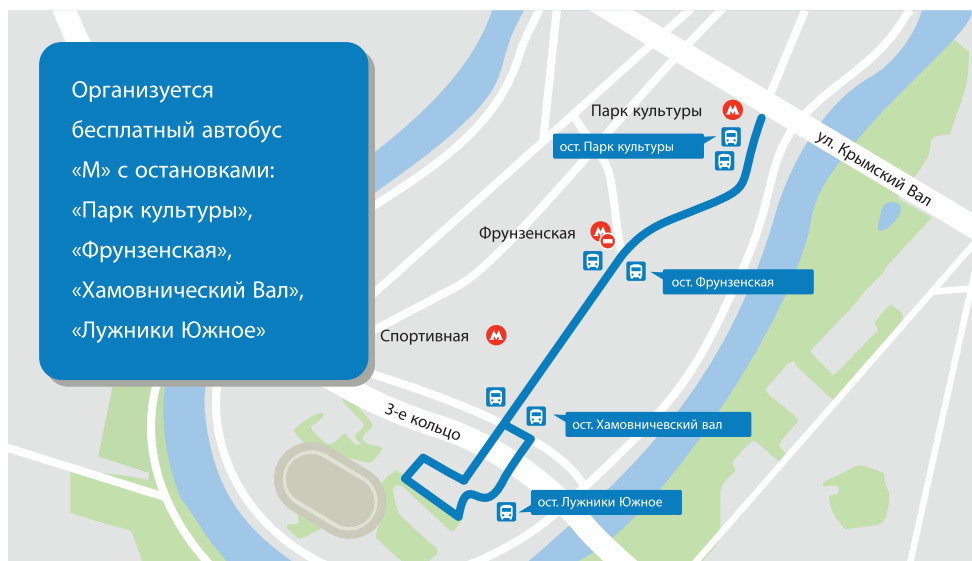 Организуется
бесплатный автобус
«М» с остановками:
«Парк культуры»,
«Фрунзенская»,
«Хамовнический Вал»,
«Лужники Южное»
Парк культуры М
ост. Парк культуры
ул. Крымский Вал
Фрунзенская М
ост. Фрунзенская
Спортивная М
3-е кольцо
ост. Хамовничевский вал
ост. Лужники Южное